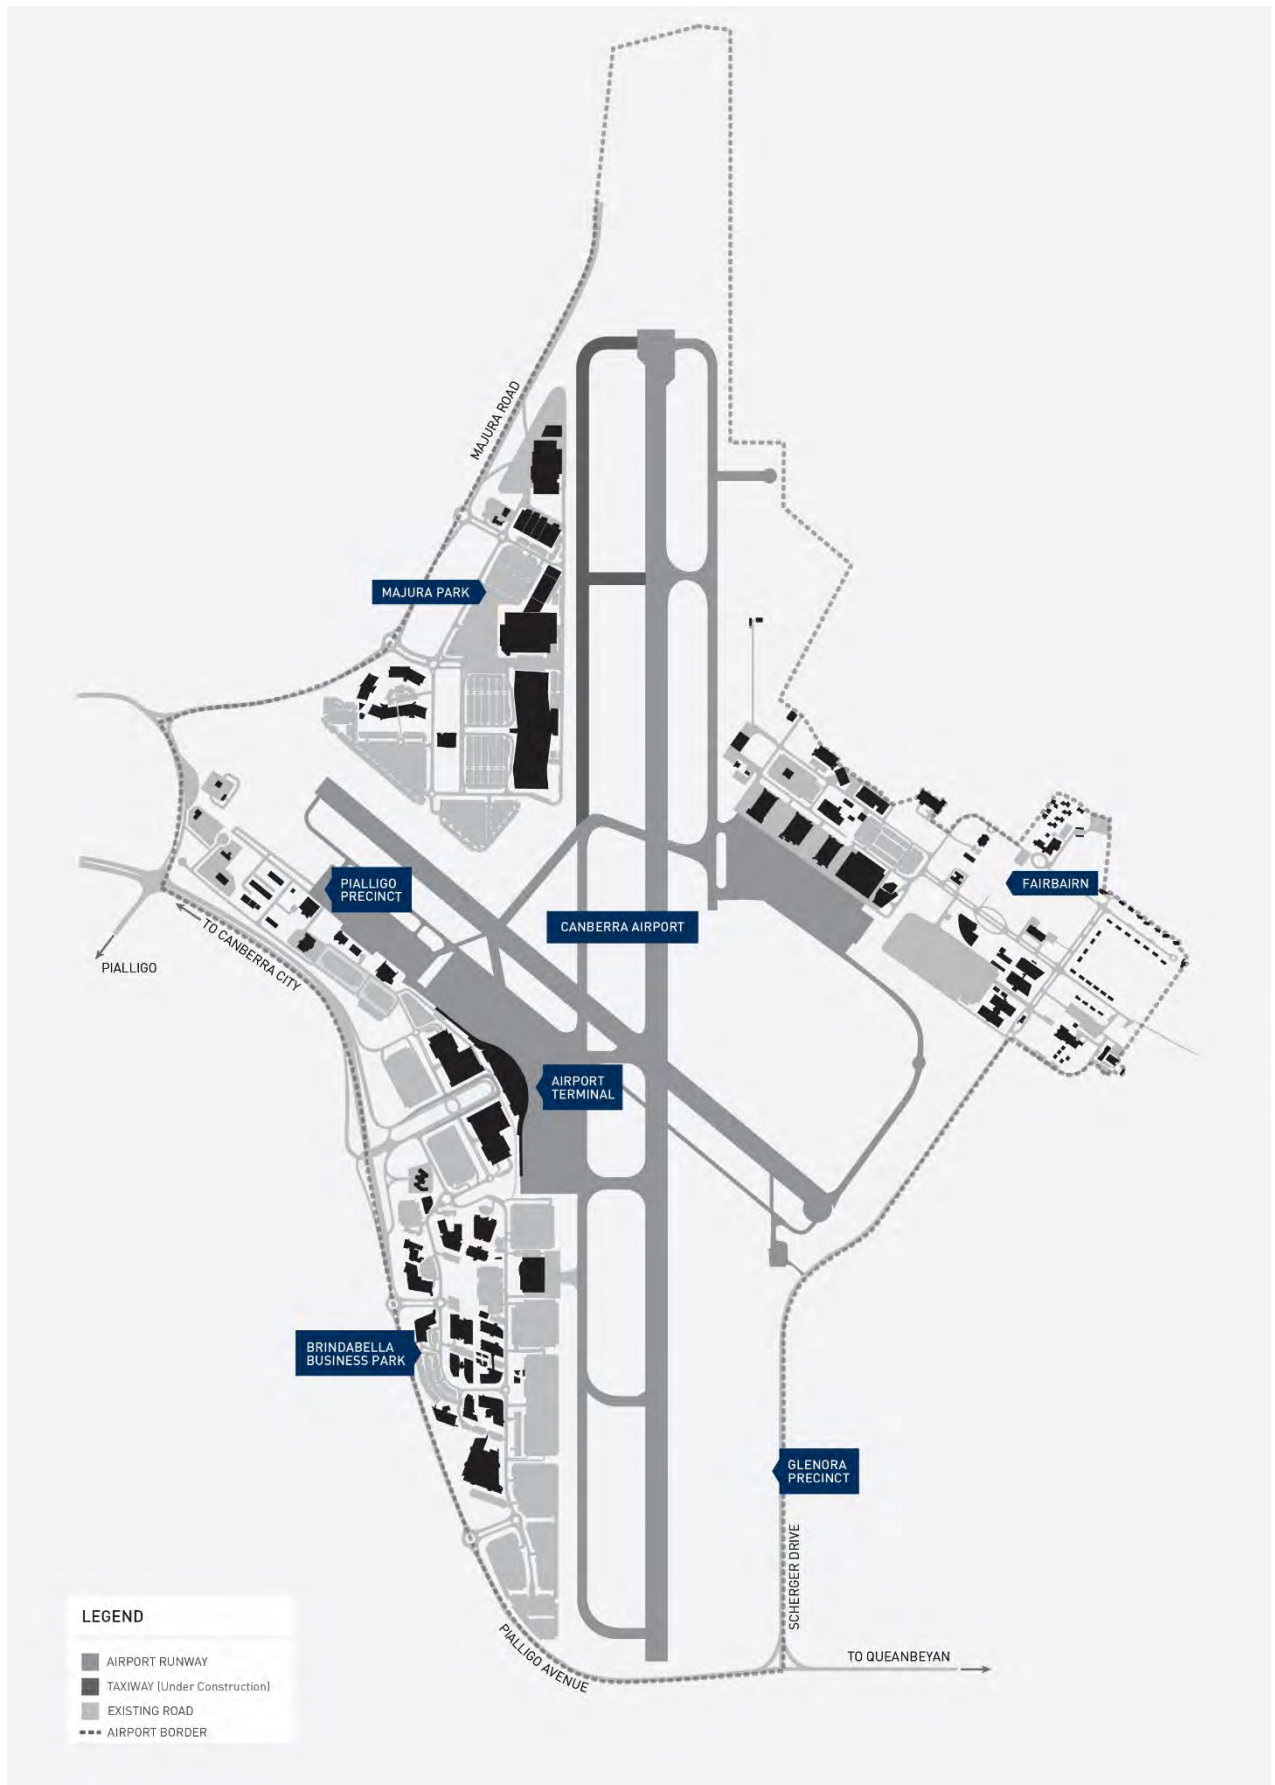 MAJURA ROAD
MAJURA PARK
PIALLIGO
PRECINCT
FAIRBAIRN
CANBERRA AIRPORT
TO CANBERRA CITY
PIALLIGO
AIRPORT
TERMINAL
BRINDABELLA
BUSINESS PARK
GLENORA
PRECINCT
SCHERGER DRIVE
PIALLIGO AVENUE
TO QUEANBEYAN
LEGEND
AIRPORT RUNWAY
TAXIWAY (Under Construction)
EXISTING ROAD
AIRPORT BORDER